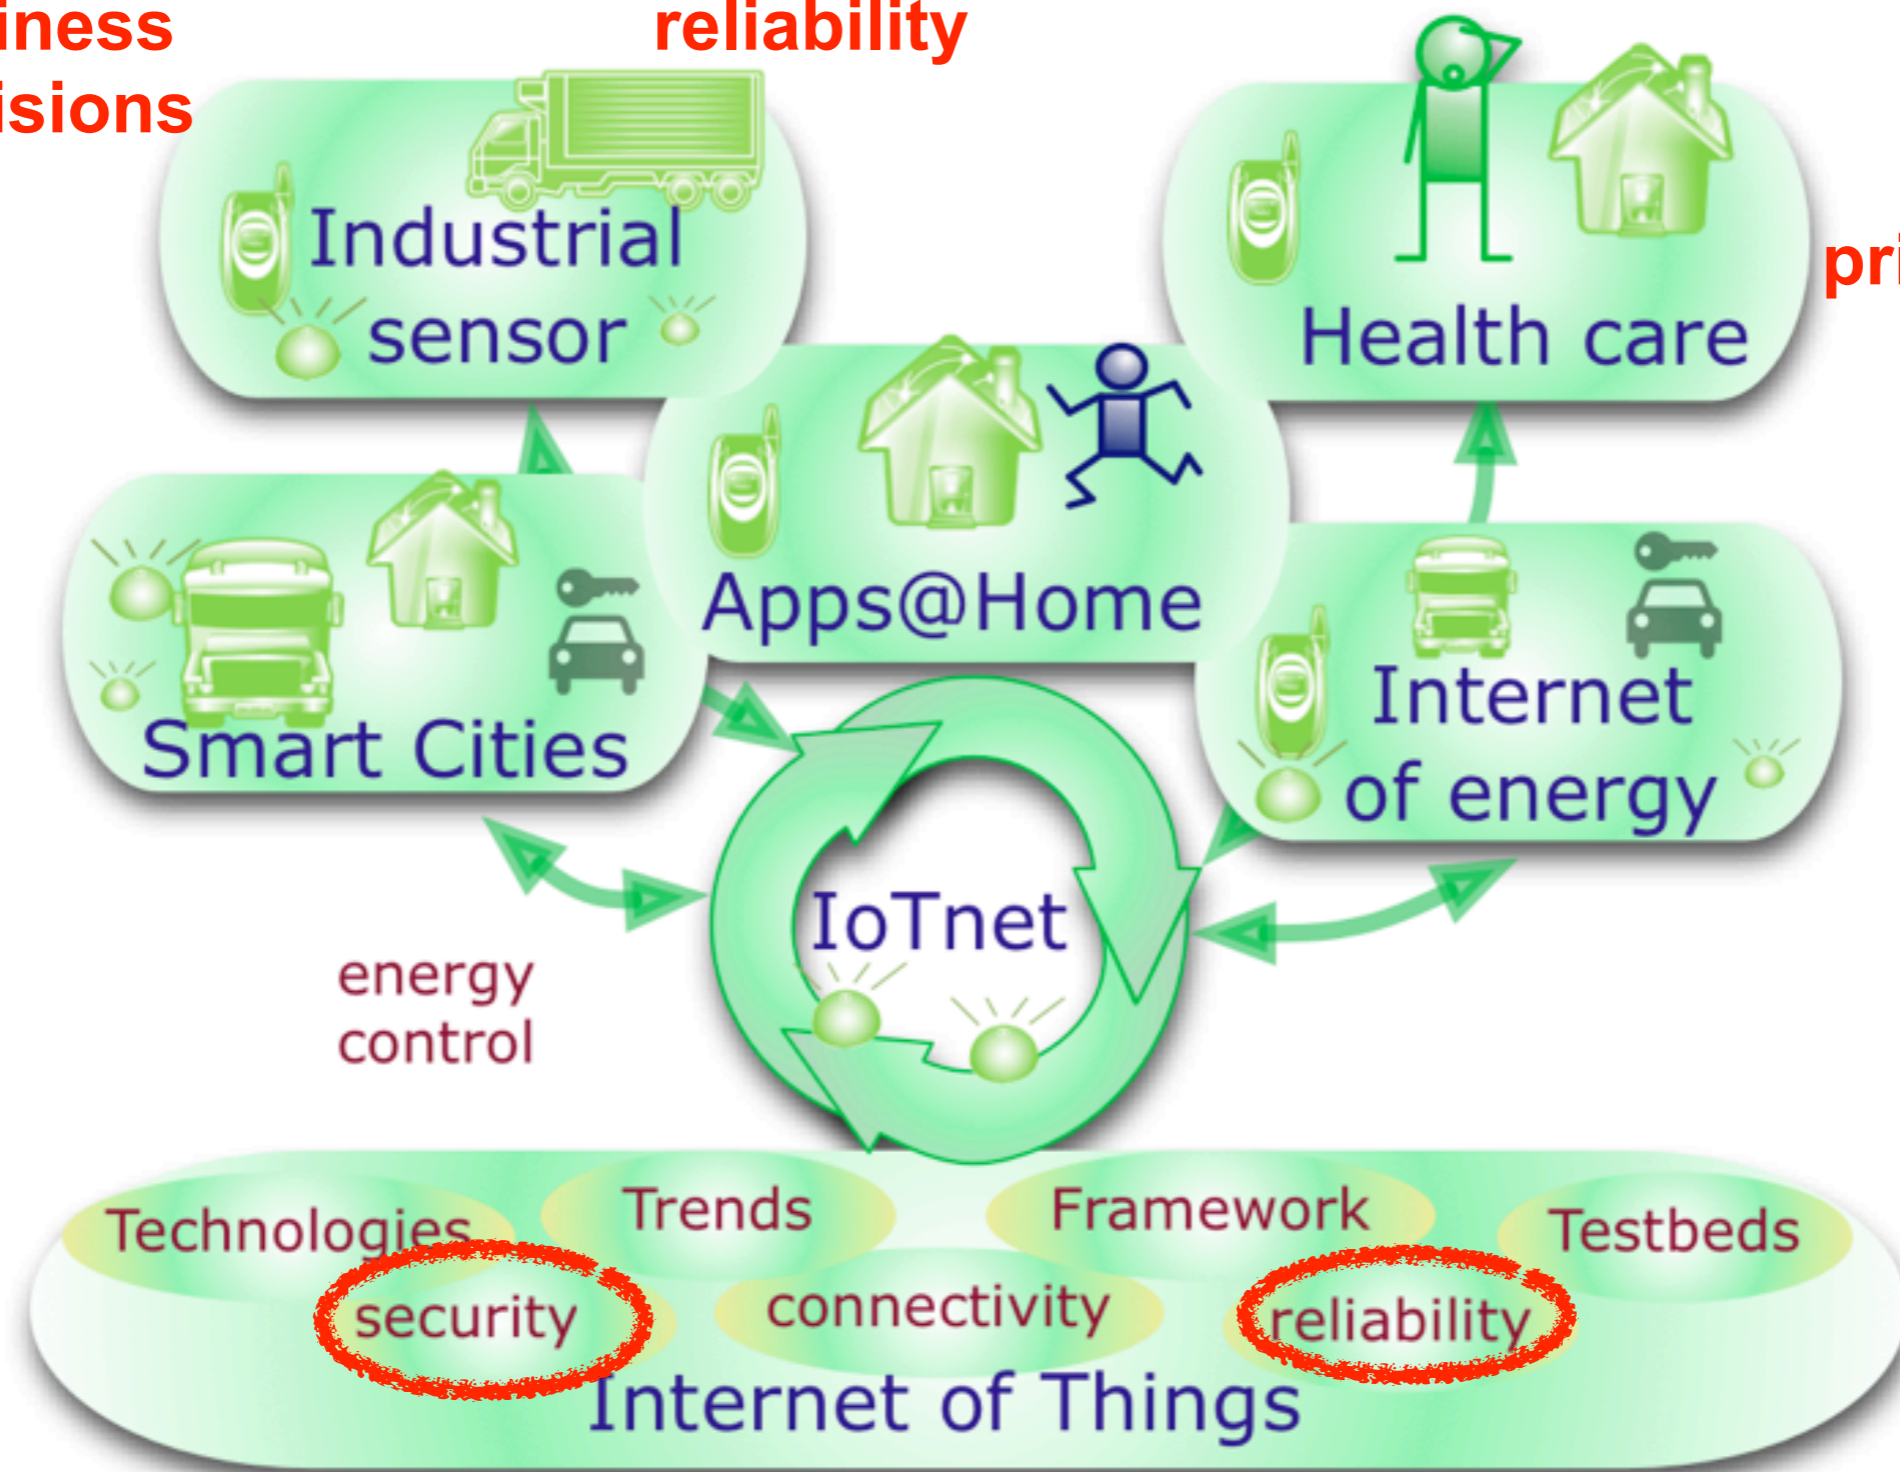 iness
isions
reliability
Industrial
sensor
Health care
pri
Apps@Home
Smart Cities
Internet
of energy
IoTnet
energy
control
Technologies
Trends
Framework
Testbeds
security
connectivity
reliability
Internet of Things